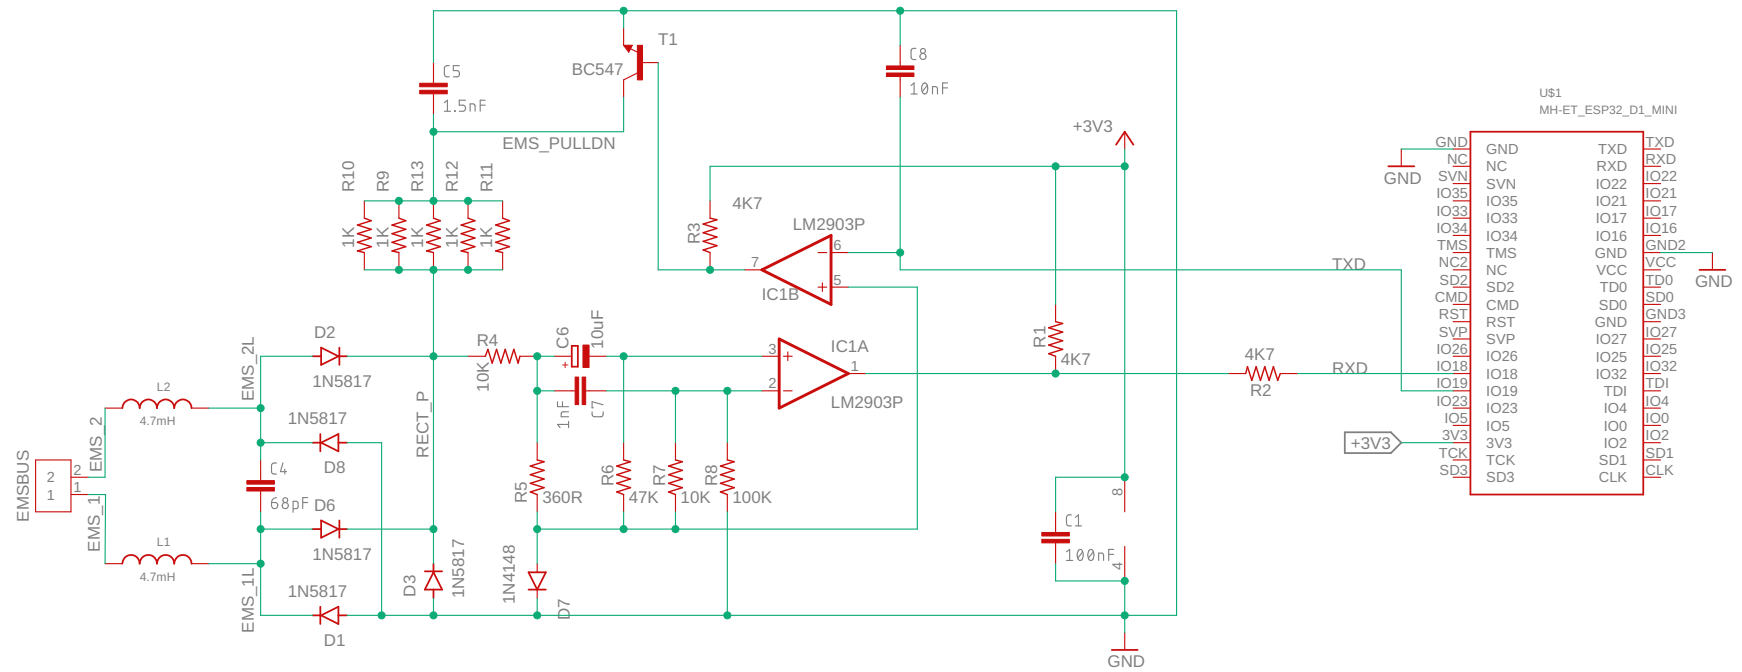 T1
BC547
C5
1.5nF
C8
10nF
EMS_PULLDN
+3V3
R10
R9
R13
R12
R11
1K
1K
1K
1K
1K
4K7
R3
LM2903P
6
5
7
IC1B
TXD
RXD
R1
4K7
4K7
R2
D2
1N5817
EMS_2L
R4
10K
C6
10uF
+
1nF
C7
3
2
1
IC1A
LM2903P
L2
4.7mH
1N5817
D8
RECT_P
EMS_2
EMSBUS
2
1
2
1
EMS_1
C4
68pF
D6
1N5817
R5
360R
R6
47K
R7
10K
R8
100K
L1
4.7mH
EMS_1L
1N5817
D1
D3
1N5817
1N4148
D7
8
4
C1
100nF
GND
U$1
MH-ET_ESP32_D1_MINI
GND
GND
GND GND TXD TXD
NC NC RXD RXD
SVN SVN IO22 IO22
IO35 IO35 IO21 IO21
IO33 IO33 IO17 IO17
IO34 IO34 IO16 IO16
TMS TMS GND GND2
NC2 NC VCC VCC
SD2 SD2 TD0 TD0
CMD CMD SD0 SD0
RST RST GND GND3
SVP SVP IO27 IO27
IO26 IO26 IO25 IO25
IO18 IO18 IO32 IO32
IO19 IO19 TDI TDI
IO23 IO23 IO4 IO4
IO5 IO5 IO0 IO0
3V3 3V3 IO2 IO2
TCK TCK SD1 SD1
SD3 SD3 CLK CLK
+3V3